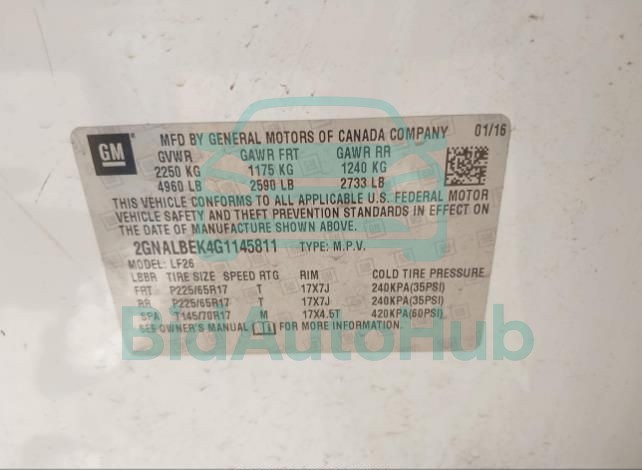 GM
MFD BY GENERAL MOTORS OF CANADA COMPANY 01/16
GVWR GAWR FRT GAWR RR
2250 KG 1175 KG 1240 KG
4960 LB 2590 LB 2733 LB
THIS VEHICLE CONFORMS TO ALL APPLICABLE U.S. FEDERAL MOTOR
VEHICLE SAFETY AND THEFT PREVENTION STANDARDS IN EFFECT ON
THE DATE OF MANUFACTURE SHOWN ABOVE.
2GNALBEK4G1145811 TYPE: M.P.V.
MODEL: LF26
LBBR TIRE SIZE SPEED RTG RIM COLD TIRE PRESSURE
FRT P225/65R17 T 17X7J 240KPA(35PSI)
RR P225/65R17 T 17X7J 240KPA(35PSI)
SPA T145/70R17 M 17X4.5T 420KPA(60PSI)
SEE OWNER'S MANUAL FOR MORE INFORMATION.
BidAutoHub